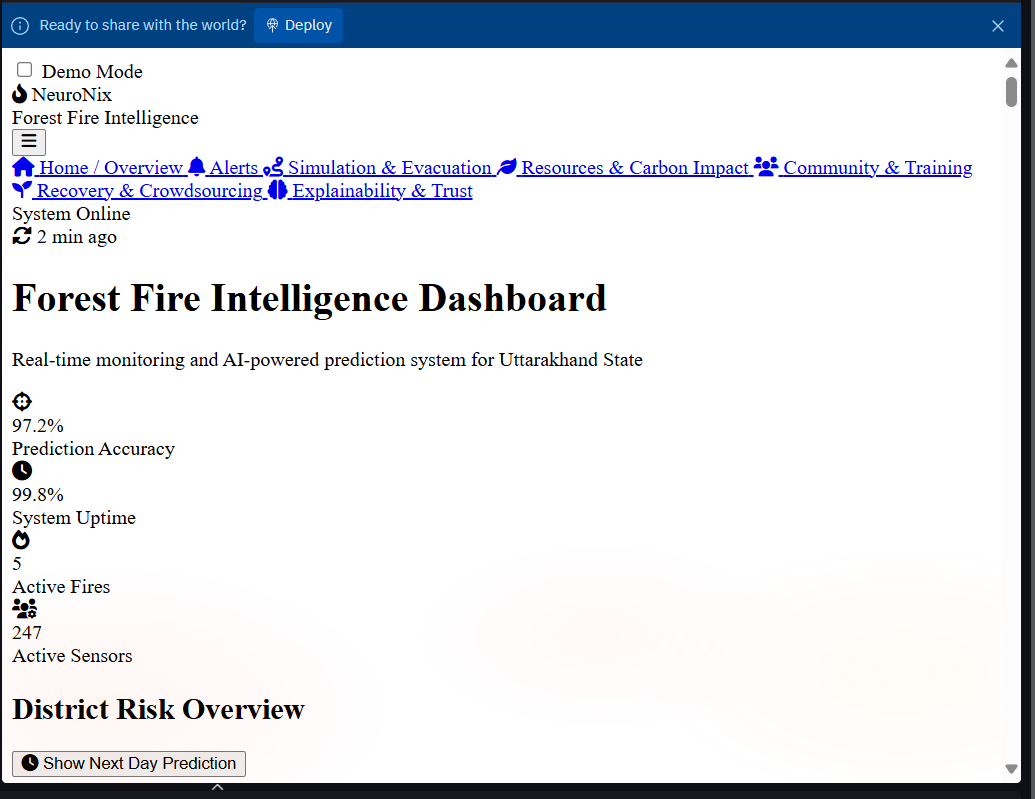 Ready to share with the world? Deploy
Demo Mode
NeuroNix
Forest Fire Intelligence
Home / Overview Alerts Simulation & Evacuation Resources & Carbon Impact Community & Training
Recovery & Crowdsourcing Explainability & Trust
System Online
2 min ago
Forest Fire Intelligence Dashboard
Real-time monitoring and AI-powered prediction system for Uttarakhand State
97.2%
Prediction Accuracy
99.8%
System Uptime
5
Active Fires
247
Active Sensors
District Risk Overview
Show Next Day Prediction